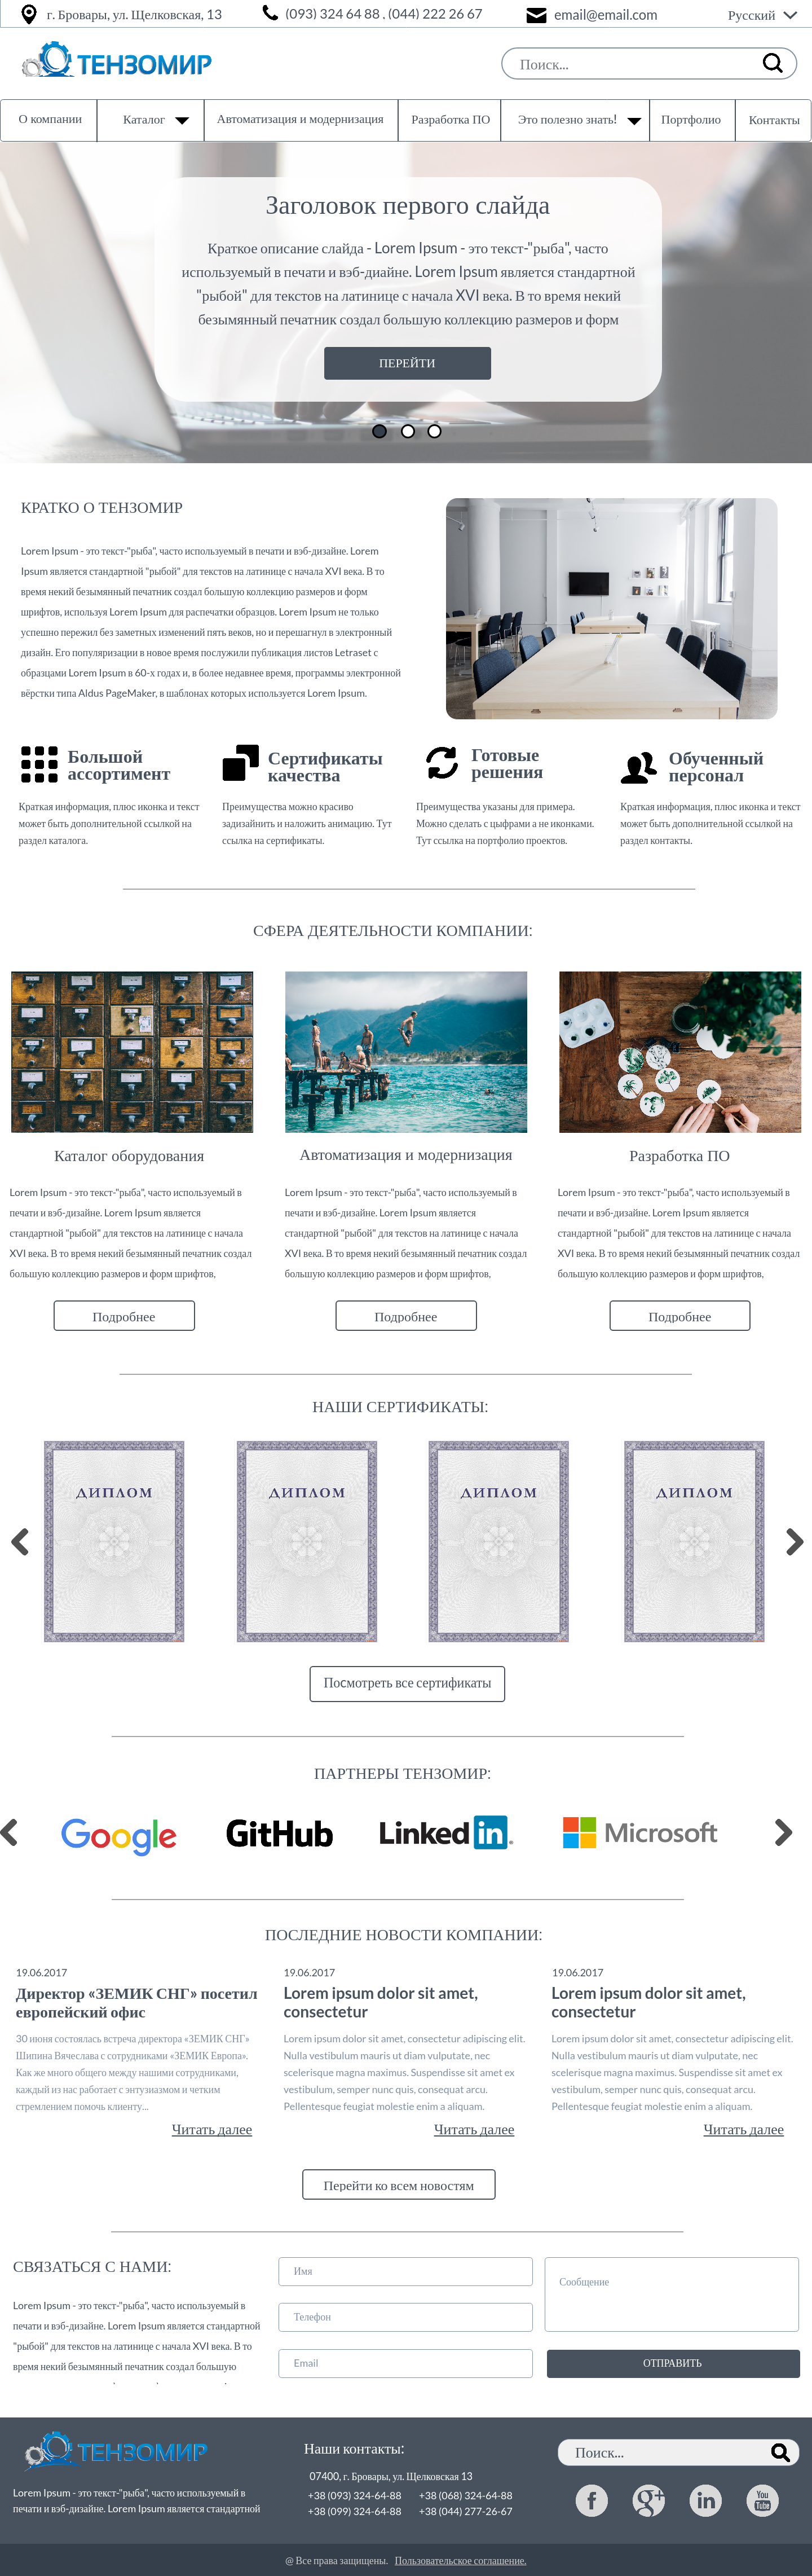 г. Бровары, ул. Щелковская, 13
(093) 324 64 88 . (044) 222 26 67
email@email.com
Русский
ТЕНЗОМИР
Поиск...
О компании
Каталог
Автоматизация и модернизация
Разработка ПО
Это полезно знать!
Портфолио
Контакты
Заголовок первого слайда
Краткое описание слайда - Lorem Ipsum - это текст-"рыба", часто
используемый в печати и вэб-диайне. Lorem Ipsum является стандартной
"рыбой" для текстов на латинице с начала XVI века. В то время некий
безымянный печатник создал большую коллекцию размеров и форм
ПЕРЕЙТИ
КРАТКО О ТЕНЗОМИР
Lorem Ipsum - это текст-"рыба", часто используемый в печати и вэб-дизайне. Lorem
Ipsum является стандартной "рыбой" для текстов на латинице с начала XVI века. В то
время некий безымянный печатник создал большую коллекцию размеров и форм
шрифтов, используя Lorem Ipsum для распечатки образцов. Lorem Ipsum не только
успешно пережил без заметных изменений пять веков, но и перешагнул в электронный
дизайн. Его популяризации в новое время послужили публикация листов Letraset с
образцами Lorem Ipsum в 60-х годах и, в более недавнее время, программы электронной
вёрстки типа Aldus PageMaker, в шаблонах которых используется Lorem Ipsum.
Большой
ассортимент
Краткая информация, плюс иконка и текст
может быть дополнительной ссылкой на
раздел каталога.
Сертификаты
качества
Преимущества можно красиво
задизайнить и наложить анимацию. Тут
ссылка на сертификаты.
Готовые
решения
Преимущества указаны для примера.
Можно сделать с цыфрами а не иконками.
Тут ссылка на портфолио проектов.
Обученный
персонал
Краткая информация, плюс иконка и текст
может быть дополнительной ссылкой на
раздел контакты.
СФЕРА ДЕЯТЕЛЬНОСТИ КОМПАНИИ:
Каталог оборудования
Lorem Ipsum - это текст-"рыба", часто используемый в
печати и вэб-дизайне. Lorem Ipsum является
стандартной "рыбой" для текстов на латинице с начала
XVI века. В то время некий безымянный печатник создал
большую коллекцию размеров и форм шрифтов,
Подробнее
Автоматизация и модернизация
Lorem Ipsum - это текст-"рыба", часто используемый в
печати и вэб-дизайне. Lorem Ipsum является
стандартной "рыбой" для текстов на латинице с начала
XVI века. В то время некий безымянный печатник создал
большую коллекцию размеров и форм шрифтов,
Подробнее
Разработка ПО
Lorem Ipsum - это текст-"рыба", часто используемый в
печати и вэб-дизайне. Lorem Ipsum является
стандартной "рыбой" для текстов на латинице с начала
XVI века. В то время некий безымянный печатник создал
большую коллекцию размеров и форм шрифтов,
Подробнее
НАШИ СЕРТИФИКАТЫ:
ДИПЛОМ
ДИПЛОМ
ДИПЛОМ
ДИПЛОМ
Посмотреть все сертификаты
ПАРТНЕРЫ ТЕНЗОМИР:
Google
GitHub
Linkedin
Microsoft
ПОСЛЕДНИЕ НОВОСТИ КОМПАНИИ:
19.06.2017
Директор «ЗЕМИК СНГ» посетил
европейский офис
30 июня состоялась встреча директора «ЗЕМИК СНГ»
Шипина Вячеслава с сотрудниками «ЗЕМИК Европа».
Как же много общего между нашими сотрудниками,
каждый из нас работает с энтузиазмом и четким
стремлением помочь клиенту...
Читать далее
19.06.2017
Lorem ipsum dolor sit amet,
consectetur
Lorem ipsum dolor sit amet, consectetur adipiscing elit.
Nulla vestibulum mauris ut diam vulputate, nec
scelerisque magna maximus. Suspendisse sit amet ex
vestibulum, semper nunc quis, consequat arcu.
Pellentesque feugiat molestie enim a aliquam.
Читать далее
19.06.2017
Lorem ipsum dolor sit amet,
consectetur
Lorem ipsum dolor sit amet, consectetur adipiscing elit.
Nulla vestibulum mauris ut diam vulputate, nec
scelerisque magna maximus. Suspendisse sit amet ex
vestibulum, semper nunc quis, consequat arcu.
Pellentesque feugiat molestie enim a aliquam.
Читать далее
Перейти ко всем новостям
СВЯЗАТЬСЯ С НАМИ:
Lorem Ipsum - это текст-"рыба", часто используемый в
печати и вэб-дизайне. Lorem Ipsum является стандартной
"рыбой" для текстов на латинице с начала XVI века. В то
время некий безымянный печатник создал большую
Имя
Телефон
Email
Сообщение
ОТПРАВИТЬ
ТЕНЗОМИР
Lorem Ipsum - это текст-"рыба", часто используемый в
печати и вэб-дизайне. Lorem Ipsum является стандартной
Наши контакты:
07400, г. Бровары, ул. Щелковская 13
+38 (093) 324-64-88 +38 (068) 324-64-88
+38 (099) 324-64-88 +38 (044) 277-26-67
Поиск...
f
g+
in
You
Tube
@ Все права защищены. Пользовательское соглашение.